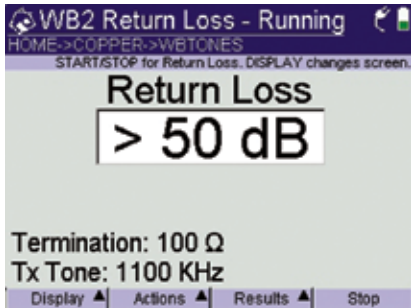 WB2 Return Loss - Running
HOME->COPPER->WBTONES
START/STOP for Return Loss. DISPLAY changes screen.
Return Loss
> 50 dB
Termination: 100 Ω
Tx Tone: 1100 KHz
Display ▲ Actions ▲ Results ▲ Stop